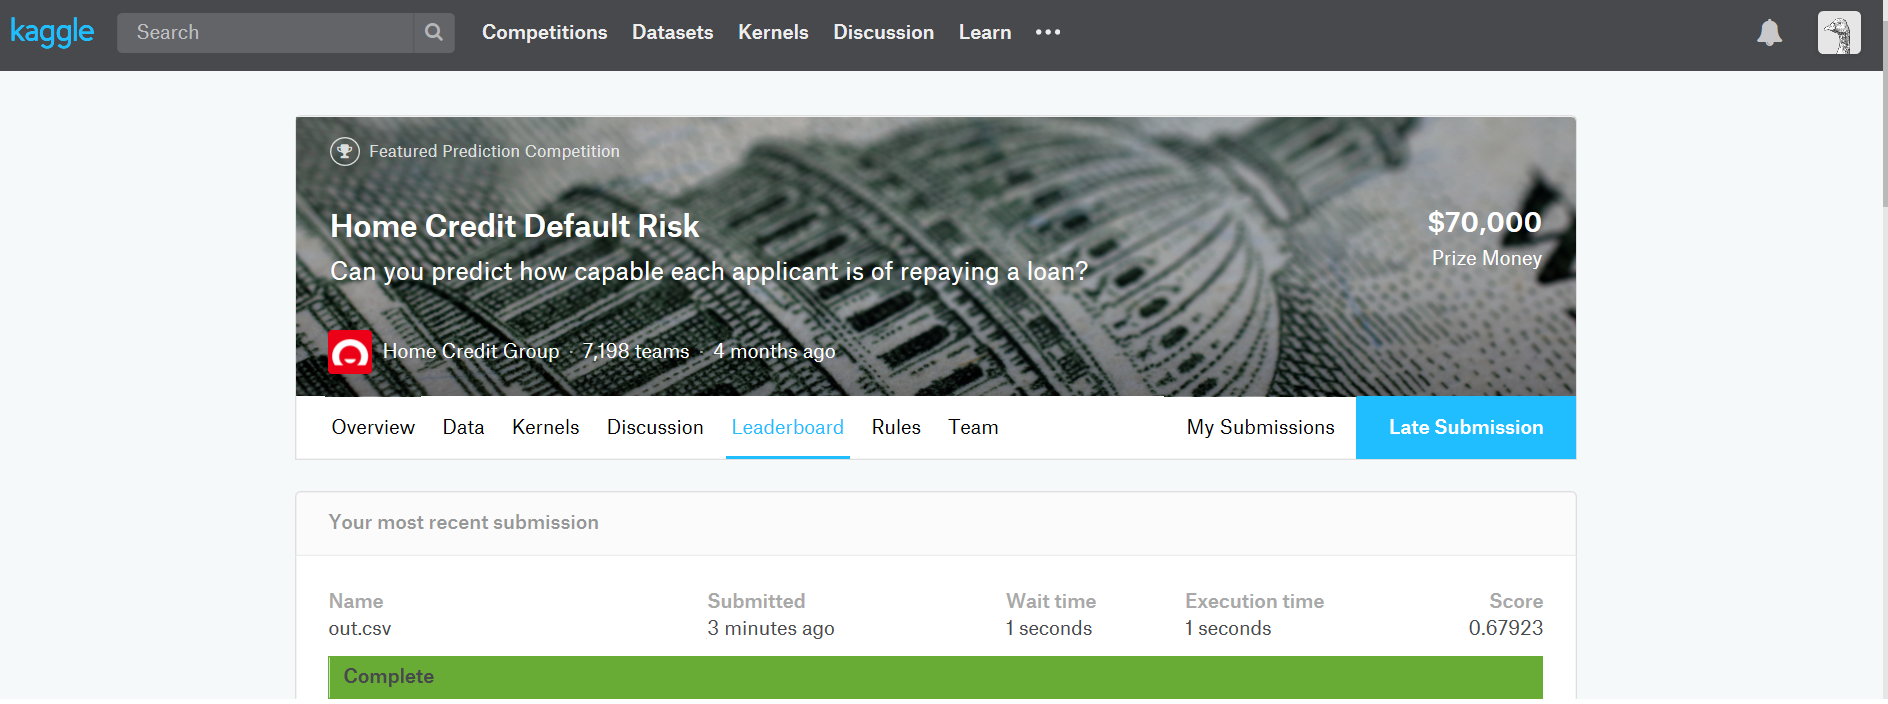 kaggle
Search
Competitions Datasets Kernels Discussion Learn •••
Featured Prediction Competition
Home Credit Default Risk
Can you predict how capable each applicant is of repaying a loan?
$70,000
Prize Money
Home Credit Group · 7,198 teams · 4 months ago
Overview Data Kernels Discussion Leaderboard Rules Team My Submissions Late Submission
Your most recent submission
Name Submitted Wait time Execution time Score
out.csv 3 minutes ago 1 seconds 1 seconds 0.67923
Complete